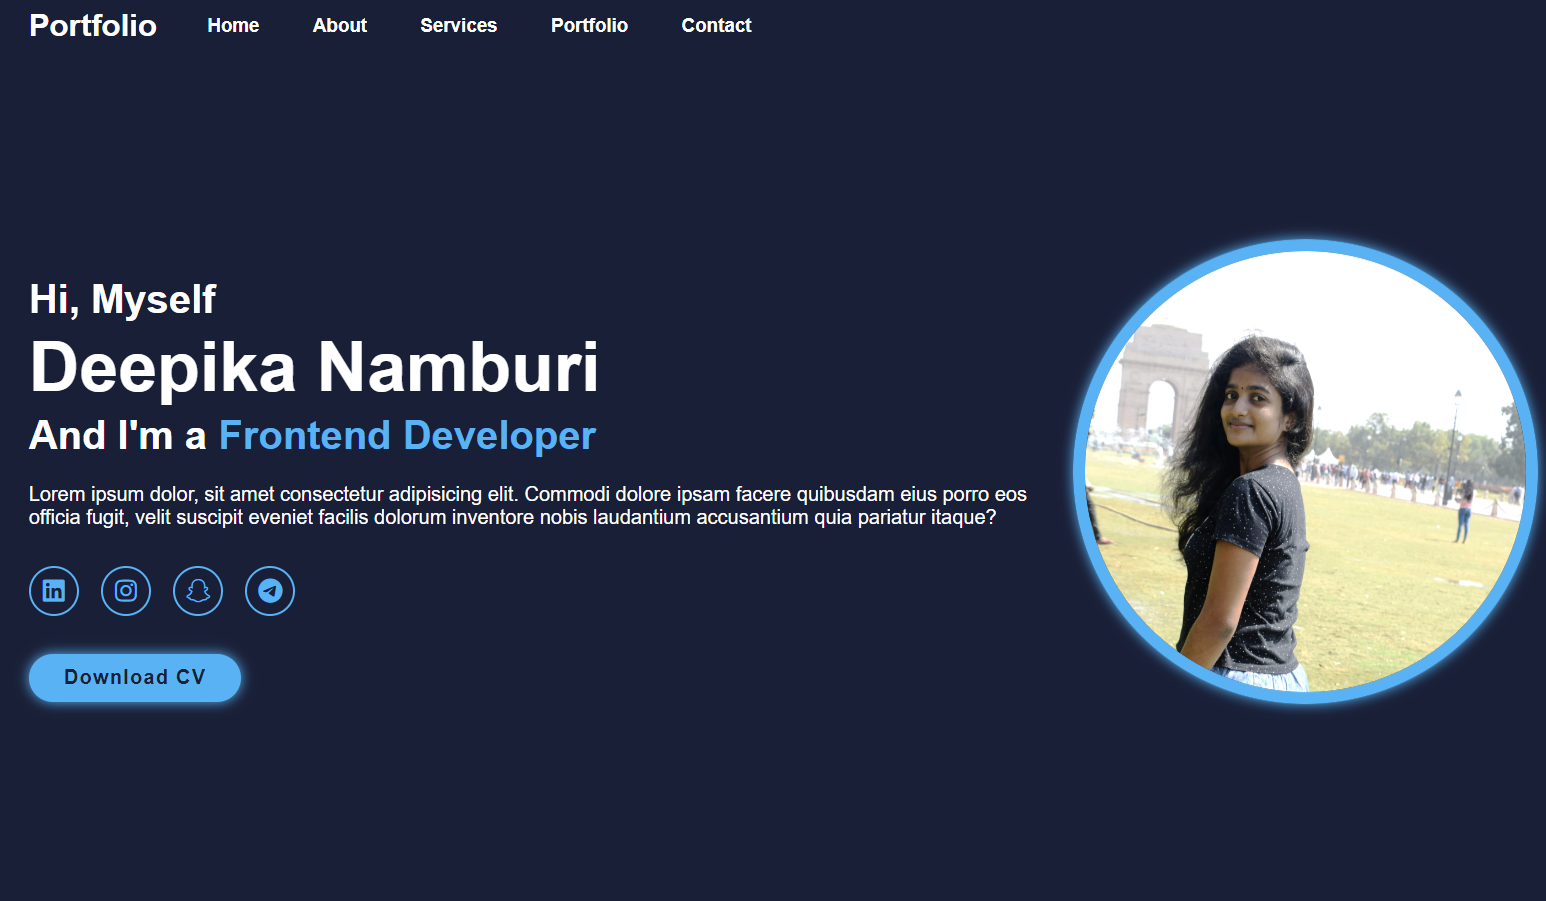 Portfolio Home About Services Portfolio Contact
Hi, Myself
Deepika Namburi
And I'm a Frontend Developer
Lorem ipsum dolor, sit amet consectetur adipisicing elit. Commodi dolore ipsam facere quibusdam eius porro eos
officia fugit, velit suscipit eveniet facilis dolorum inventore nobis laudantium accusantium quia pariatur itaque?
Download CV